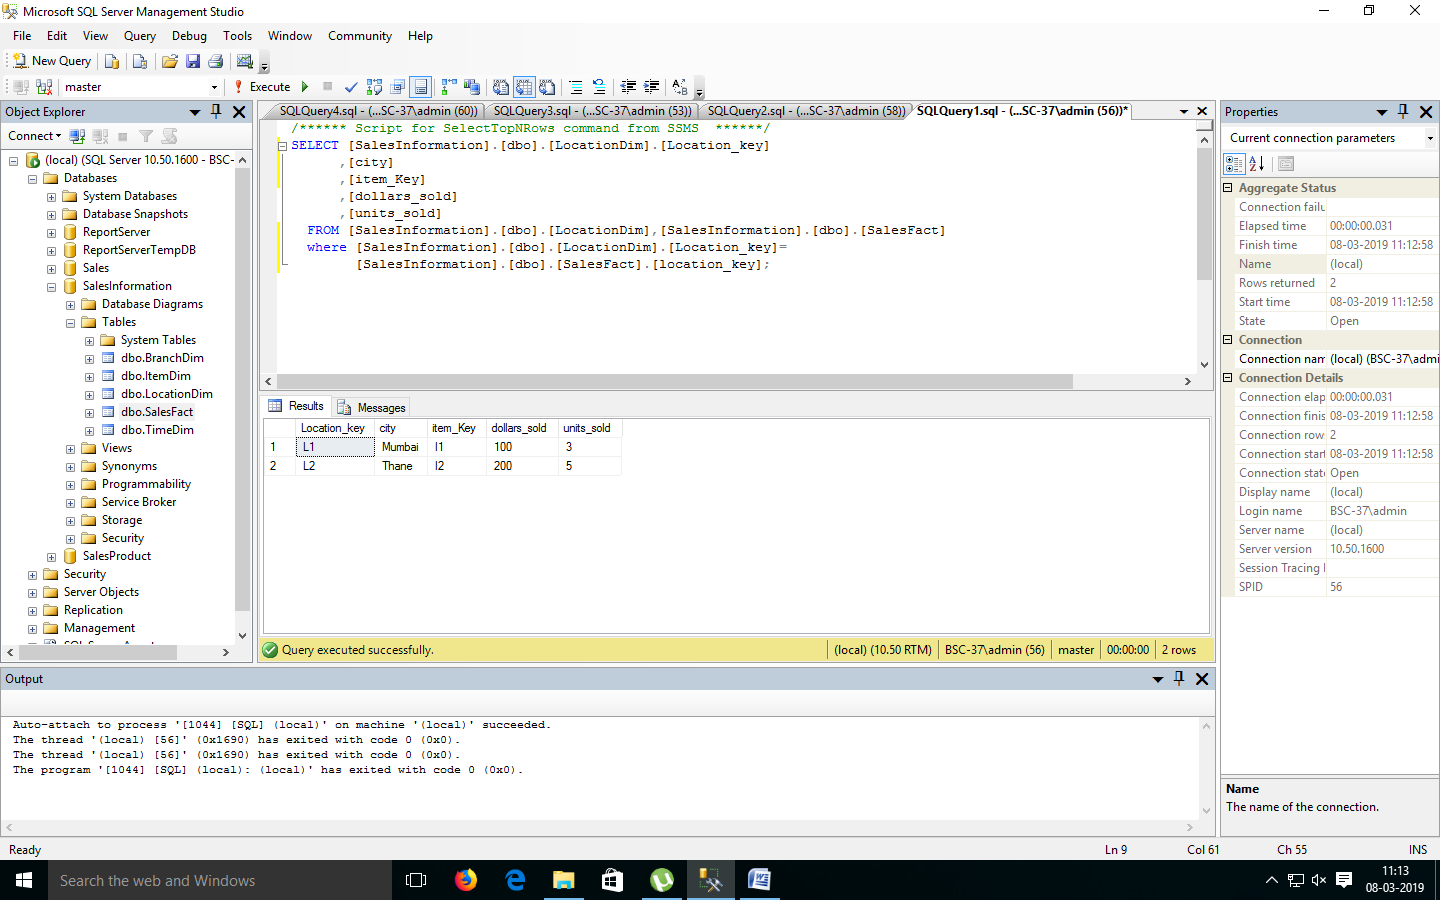 Microsoft SQL Server Management Studio
File Edit View Query Debug Tools Window Community Help
New Query
master
Execute
Object Explorer
Connect
(local) (SQL Server 10.50.1600 - BSC-
Databases
System Databases
Database Snapshots
ReportServer
ReportServerTempDB
Sales
SalesInformation
Database Diagrams
Tables
System Tables
dbo.BranchDim
dbo.ItemDim
dbo.LocationDim
dbo.SalesFact
dbo.TimeDim
Views
Synonyms
Programmability
Service Broker
Storage
Security
SalesProduct
Security
Server Objects
Replication
Management
SQLQuery4.sql - (...SC-37\admin (60)) SQLQuery3.sql - (...SC-37\admin (53)) SQLQuery2.sql - (...SC-37\admin (58)) SQLQuery1.sql - (...SC-37\admin (56))*
/****** Script for SelectTopNRows command from SSMS  ******/
SELECT [SalesInformation].[dbo].[LocationDim].[Location_key]
,[city]
,[item_Key]
,[dollars_sold]
,[units_sold]
FROM [SalesInformation].[dbo].[LocationDim],[SalesInformation].[dbo].[SalesFact]
where [SalesInformation].[dbo].[LocationDim].[Location_key]=
[SalesInformation].[dbo].[SalesFact].[location_key];
Results Messages
Location_key city item_Key dollars_sold units_sold
1 L1 Mumbai I1 100 3
2 L2 Thane I2 200 5
Query executed successfully. (local) (10.50 RTM) BSC-37\admin (56) master 00:00:00 2 rows
Properties
Current connection parameters
Aggregate Status
Connection failu
Elapsed time 00:00:00.031
Finish time 08-03-2019 11:12:58
Name (local)
Rows returned 2
Start time 08-03-2019 11:12:58
State Open
Connection
Connection nam (local) (BSC-37\admi
Connection Details
Connection elap 00:00:00.031
Connection finis 08-03-2019 11:12:58
Connection row 2
Connection start 08-03-2019 11:12:58
Connection stat Open
Display name (local)
Login name BSC-37\admin
Server name (local)
Server version 10.50.1600
Session Tracing I
SPID 56
Name
The name of the connection.
Output
Auto-attach to process '[1044] [SQL] (local)' on machine '(local)' succeeded.
The thread '(local) [56]' (0x1690) has exited with code 0 (0x0).
The thread '(local) [56]' (0x1690) has exited with code 0 (0x0).
The program '[1044] [SQL] (local): (local)' has exited with code 0 (0x0).
Ready Ln 9 Col 61 Ch 55 INS
Search the web and Windows
11:13
08-03-2019